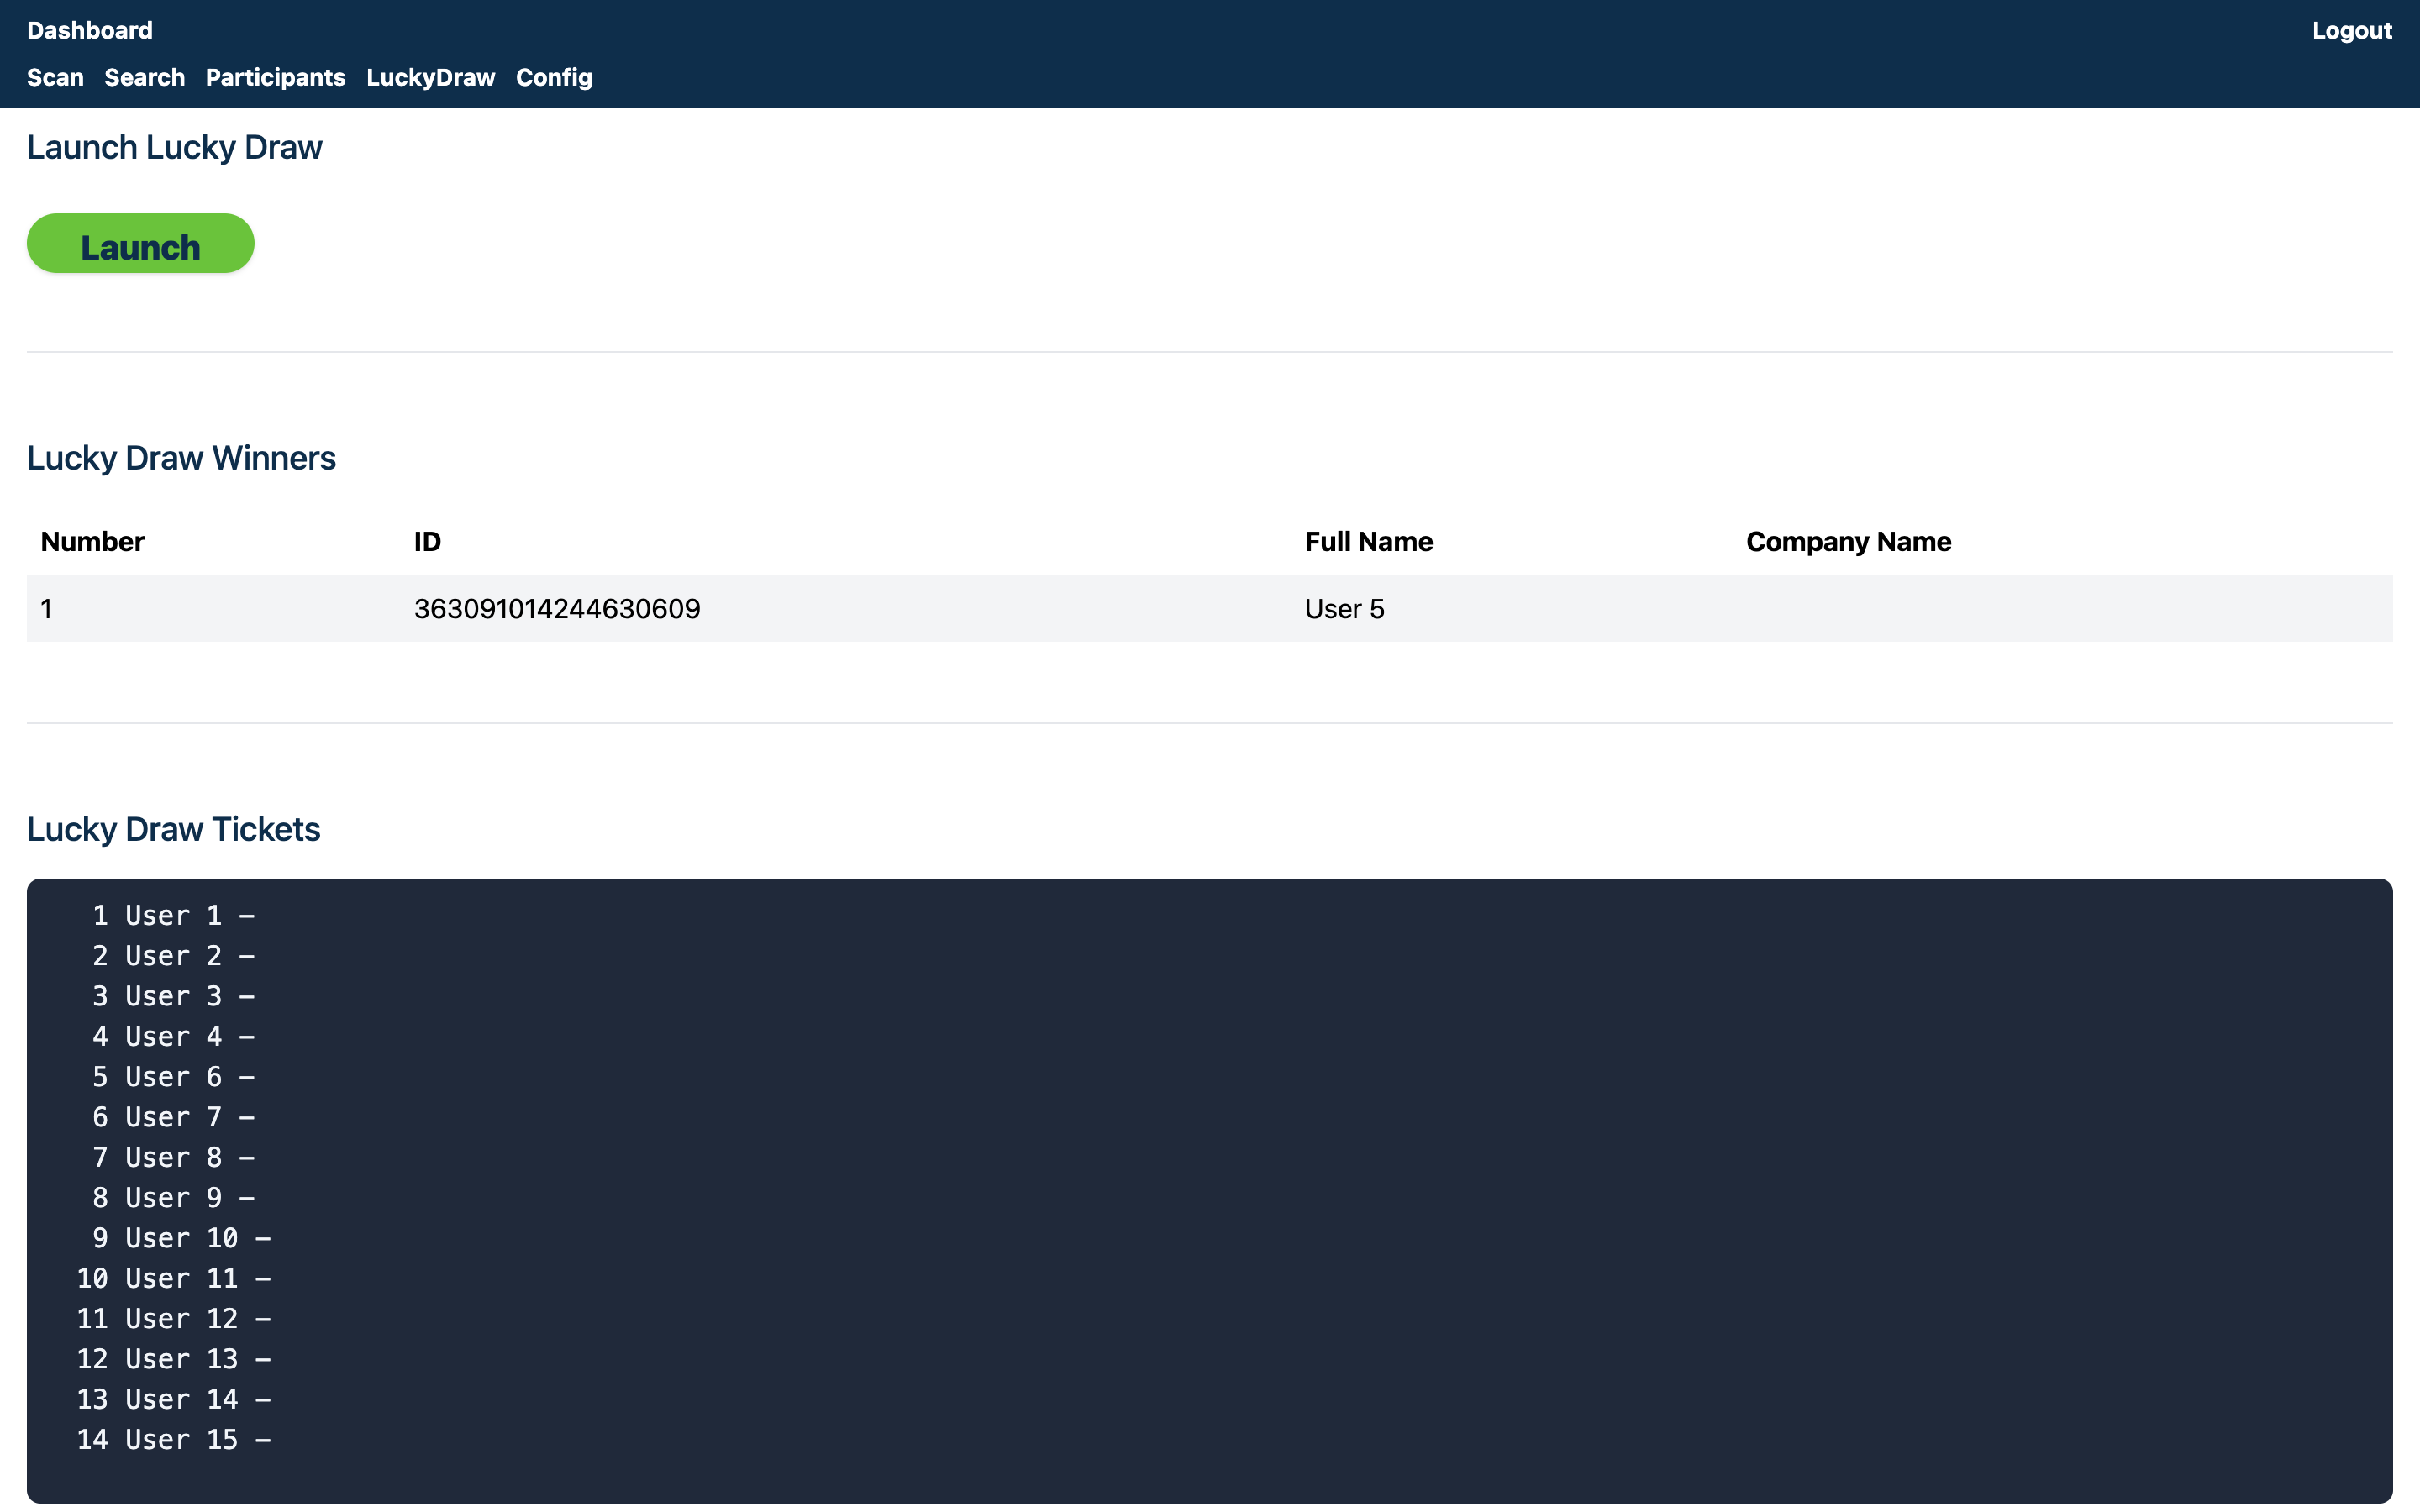 Dashboard Logout
Scan Search Participants LuckyDraw Config
Launch Lucky Draw
Launch
Lucky Draw Winners
Number ID Full Name Company Name
1 363091014244630609 User 5
Lucky Draw Tickets
1 User 1 –
2 User 2 –
3 User 3 –
4 User 4 –
5 User 6 –
6 User 7 –
7 User 8 –
8 User 9 –
9 User 10 –
10 User 11 –
11 User 12 –
12 User 13 –
13 User 14 –
14 User 15 –